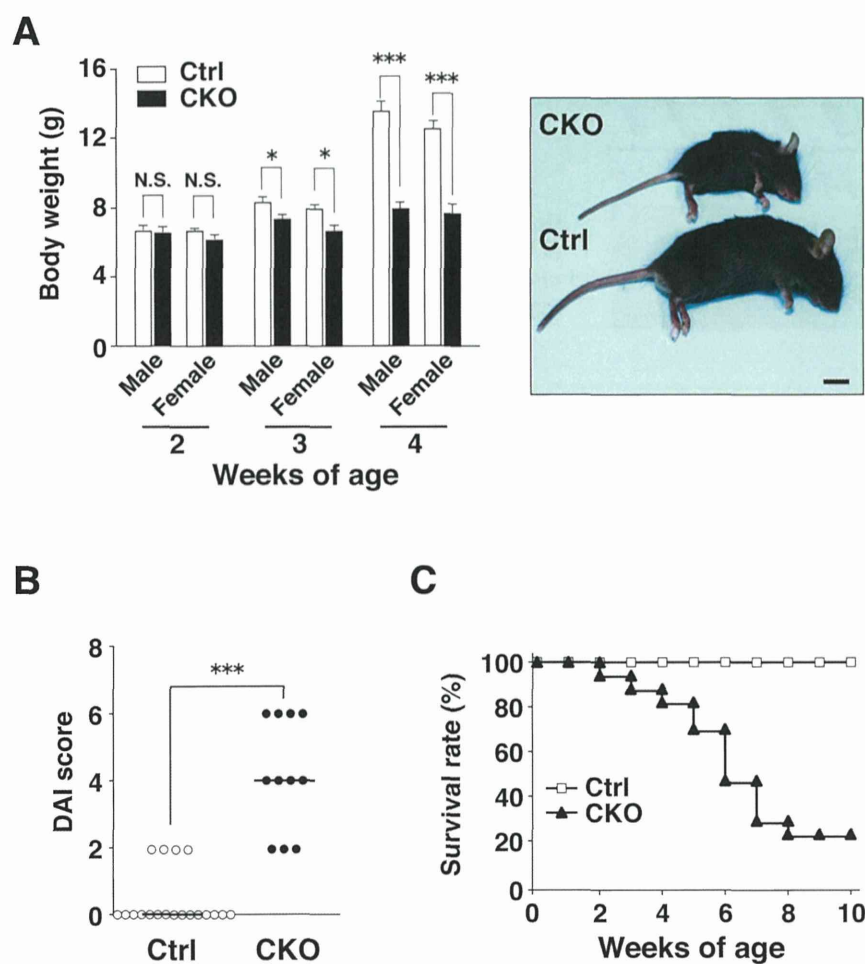 A
16
12
8
4
0
Body weight (g)
Ctrl
CKO
N.S.
N.S.
*
*
***
***
Male
Female
Male
Female
Male
Female
2
3
4
Weeks of age
CKO
Ctrl
B
8
6
4
2
0
DAI score
***
Ctrl
CKO
C
100
80
60
40
20
0
Survival rate (%)
Ctrl
CKO
0
2
4
6
8
10
Weeks of age